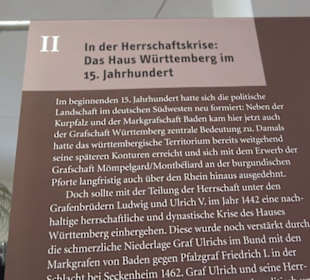 II
In der Herrschaftskrise:
Das Haus Württemberg im
15. Jahrhundert
Im beginnenden 15. Jahrhundert hatte sich die politische
Landschaft im deutschen Südwesten neu formiert: Neben der
Kurpfalz und der Markgrafschaft Baden kam hier jetzt auch
der Grafschaft Württemberg zentrale Bedeutung zu. Damals
hatte das württembergische Territorium bereits weitgehend
seine späteren Konturen erreicht und sich mit dem Erwerb der
Grafschaft Mömpelgard/Montbéliard an der burgundischen
Pforte langfristig auch über den Rhein hinaus ausgedehnt.
Doch sollte mit der Teilung der Herrschaft unter den
Grafenbrüdern Ludwig und Ulrich V. im Jahr 1442 eine nach-
haltige herrschaftliche und dynastische Krise des Hauses
Württemberg einhergehen. Diese wurde noch verstärkt durch
die schmerzliche Niederlage Graf Ulrichs im Bund mit den
Markgrafen von Baden gegen Pfalzgraf Friedrich I. in der
Schlacht bei Seckenheim 1462. Graf Ulrich und seine Herr-